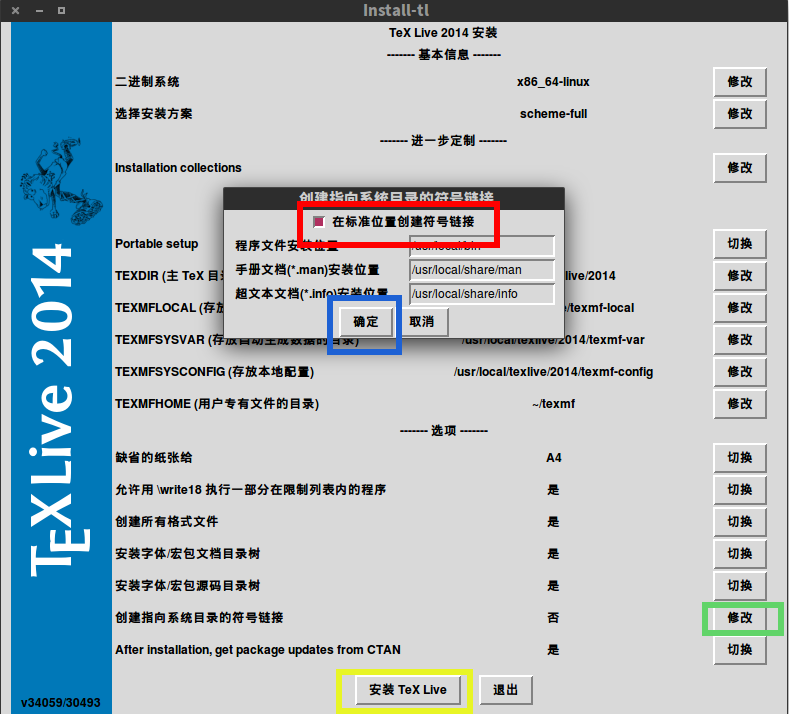 Install-tl
TeX Live 2014 安装
------- 基本信息 -------
二进制系统 x86_64-linux 修改
选择安装方案 scheme-full 修改
------- 进一步定制 -------
Installation collections 修改
创建指向系统目录的符号链接
在标准位置创建符号链接
Portable setup 切换
程序文件安装位置 /usr/local/bin
手册文档(*.man)安装位置 /usr/local/share/man
TEXDIR (主 TeX 目 live/2014 修改
超文本文档(*.info)安装位置 /usr/local/share/info
TEXMFLOCAL (存放 /texmf-local 修改
确定 取消
TEXMFSYSVAR (存放自动生成数据的目录) /usr/local/texlive/2014/texmf-var 修改
TEXMFSYSCONFIG (存放本地配置) /usr/local/texlive/2014/texmf-config 修改
TEXMFHOME (用户专有文件的目录) ~/texmf 修改
------- 选项 -------
缺省的纸张给 A4 切换
允许用 \write18 执行一部分在限制列表内的程序 是 切换
创建所有格式文件 是 切换
安装字体/宏包文档目录树 是 切换
安装字体/宏包源码目录树 是 切换
创建指向系统目录的符号链接 否 修改
After installation, get package updates from CTAN 是 切换
安装 TeX Live 退出
TEXLive 2014
v34059/30493